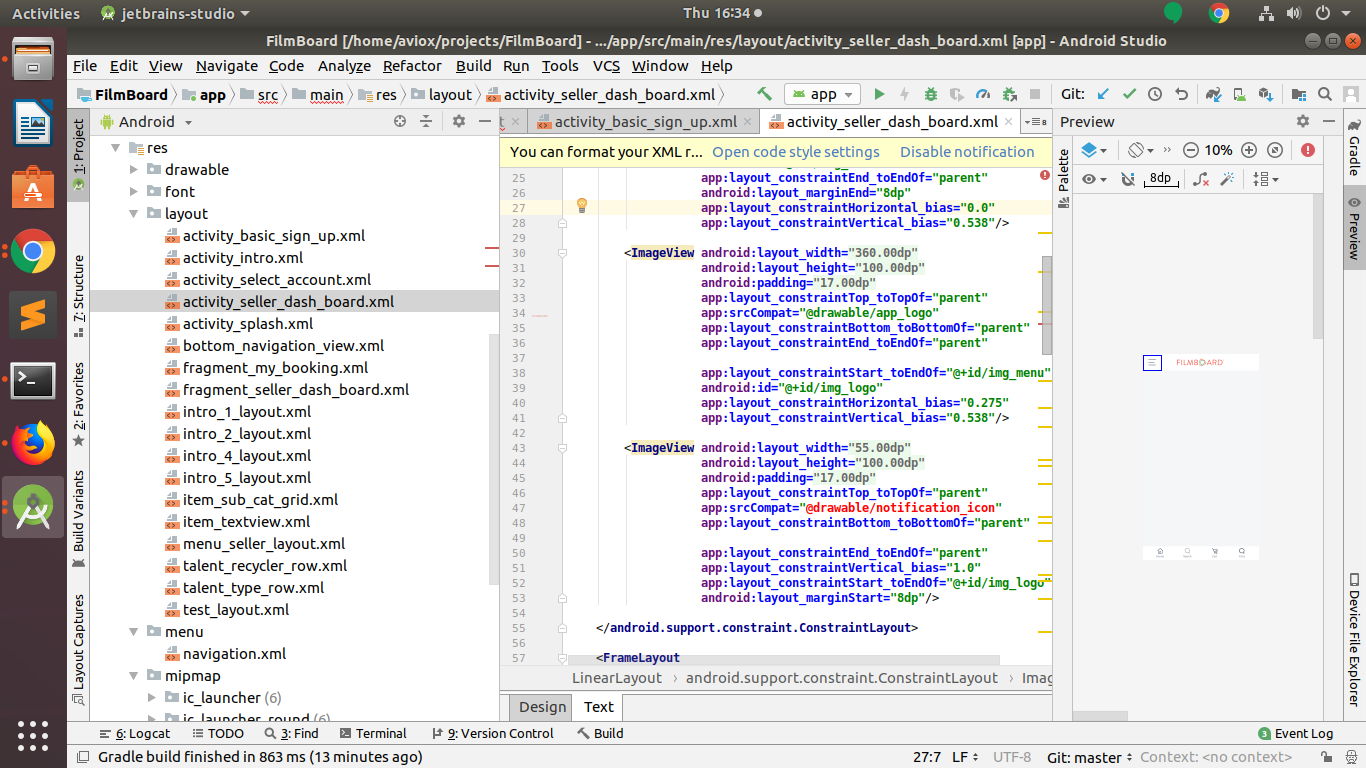 Activities
jetbrains-studio
Thu 16:34
FilmBoard [/home/aviox/projects/FilmBoard] - .../app/src/main/res/layout/activity_seller_dash_board.xml [app] - Android Studio
File Edit View Navigate Code Analyze Refactor Build Run Tools VCS Window Help
FilmBoard app src main res layout activity_seller_dash_board.xml
app
Git:
Android
activity_basic_sign_up.xml
activity_seller_dash_board.xml
8
Preview
1: Project
7: Structure
2: Favorites
Build Variants
Layout Captures
res
drawable
font
layout
activity_basic_sign_up.xml
activity_intro.xml
activity_select_account.xml
activity_seller_dash_board.xml
activity_splash.xml
bottom_navigation_view.xml
fragment_my_booking.xml
fragment_seller_dash_board.xml
intro_1_layout.xml
intro_2_layout.xml
intro_4_layout.xml
intro_5_layout.xml
item_sub_cat_grid.xml
item_textview.xml
menu_seller_layout.xml
talent_recycler_row.xml
talent_type_row.xml
test_layout.xml
menu
navigation.xml
mipmap
ic_launcher (6)
ic_launcher_round (6)
You can format your XML r... Open code style settings Disable notification
25 app:layout_constraintEnd_toEndOf="parent"
26 android:layout_marginEnd="8dp"
27 app:layout_constraintHorizontal_bias="0.0"
28 app:layout_constraintVertical_bias="0.538"/>
29
30 <ImageView android:layout_width="360.00dp"
31 android:layout_height="100.00dp"
32 android:padding="17.00dp"
33 app:layout_constraintTop_toTopOf="parent"
34 app:srcCompat="@drawable/app_logo"
35 app:layout_constraintBottom_toBottomOf="parent"
36 app:layout_constraintEnd_toEndOf="parent"
37
38 app:layout_constraintStart_toEndOf="@+id/img_menu"
39 android:id="@+id/img_logo"
40 app:layout_constraintHorizontal_bias="0.275"
41 app:layout_constraintVertical_bias="0.538"/>
42
43 <ImageView android:layout_width="55.00dp"
44 android:layout_height="100.00dp"
45 android:padding="17.00dp"
46 app:layout_constraintTop_toTopOf="parent"
47 app:srcCompat="@drawable/notification_icon"
48 app:layout_constraintBottom_toBottomOf="parent"
49
50 app:layout_constraintEnd_toEndOf="parent"
51 app:layout_constraintVertical_bias="1.0"
52 app:layout_constraintStart_toEndOf="@+id/img_logo"
53 android:layout_marginStart="8dp"/>
54
55 </android.support.constraint.ConstraintLayout>
56
57 <FrameLayout
LinearLayout › android.support.constraint.ConstraintLayout › Imag
Design Text
Palette
10%
8dp
FILMBOARD
Gradle
Preview
Device File Explorer
6: Logcat TODO 3: Find Terminal 9: Version Control Build
3 Event Log
Gradle build finished in 863 ms (13 minutes ago)
27:7 LF UTF-8 Git: master Context: <no context>